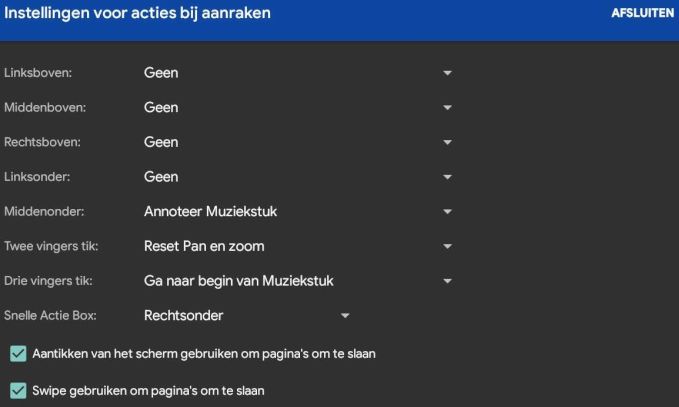 Instellingen voor acties bij aanraken AFSLUITEN
Linksboven: Geen
Middenboven: Geen
Rechtsboven: Geen
Linksonder: Geen
Middenonder: Annoteer Muziekstuk
Twee vingers tik: Reset Pan en zoom
Drie vingers tik: Ga naar begin van Muziekstuk
Snelle Actie Box: Rechtsonder
Aantikken van het scherm gebruiken om pagina's om te slaan
Swipe gebruiken om pagina's om te slaan